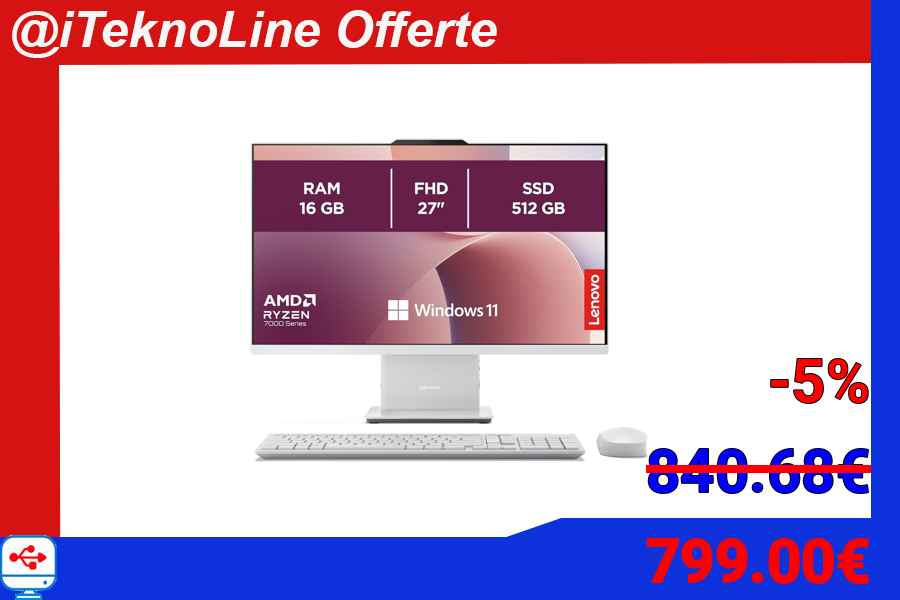 @iTeknoLine Offerte
RAM
16 GB
FHD
27"
SSD
512 GB
AMD
RYZEN
7000 Series
Windows 11
Lenovo
Lenovo
-5%
840.68€
799.00€